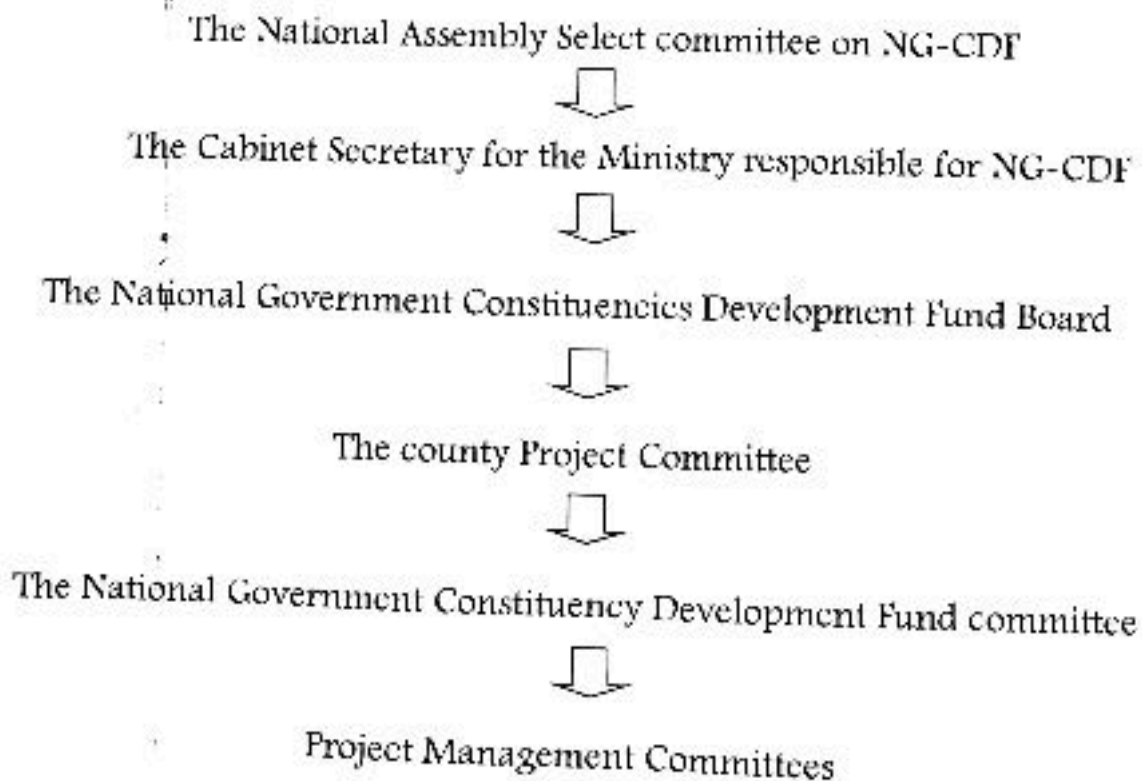 The National Assembly Select committee on NG-CDF
The Cabinet Secretary for the Ministry responsible for NG-CDF
The National Government Constituencies Development Fund Board
The county Project Committee
The National Government Constituency Development Fund committee
Project Management Committees